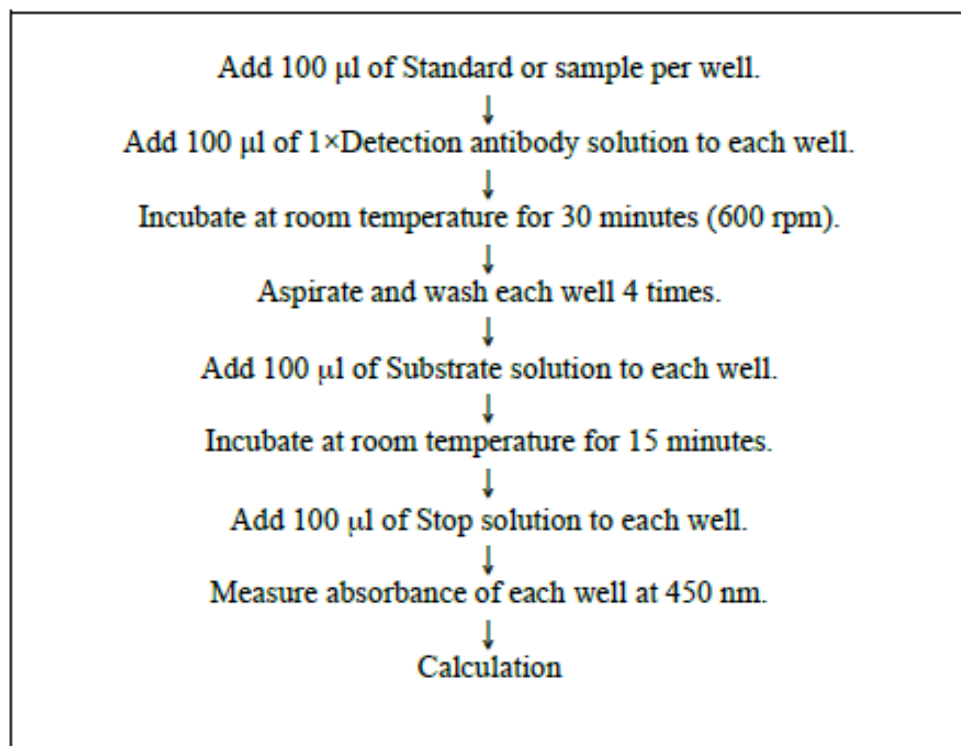 Add 100 μl of Standard or sample per well.
↓
Add 100 μl of 1×Detection antibody solution to each well.
↓
Incubate at room temperature for 30 minutes (600 rpm).
↓
Aspirate and wash each well 4 times.
↓
Add 100 μl of Substrate solution to each well.
↓
Incubate at room temperature for 15 minutes.
↓
Add 100 μl of Stop solution to each well.
↓
Measure absorbance of each well at 450 nm.
↓
Calculation